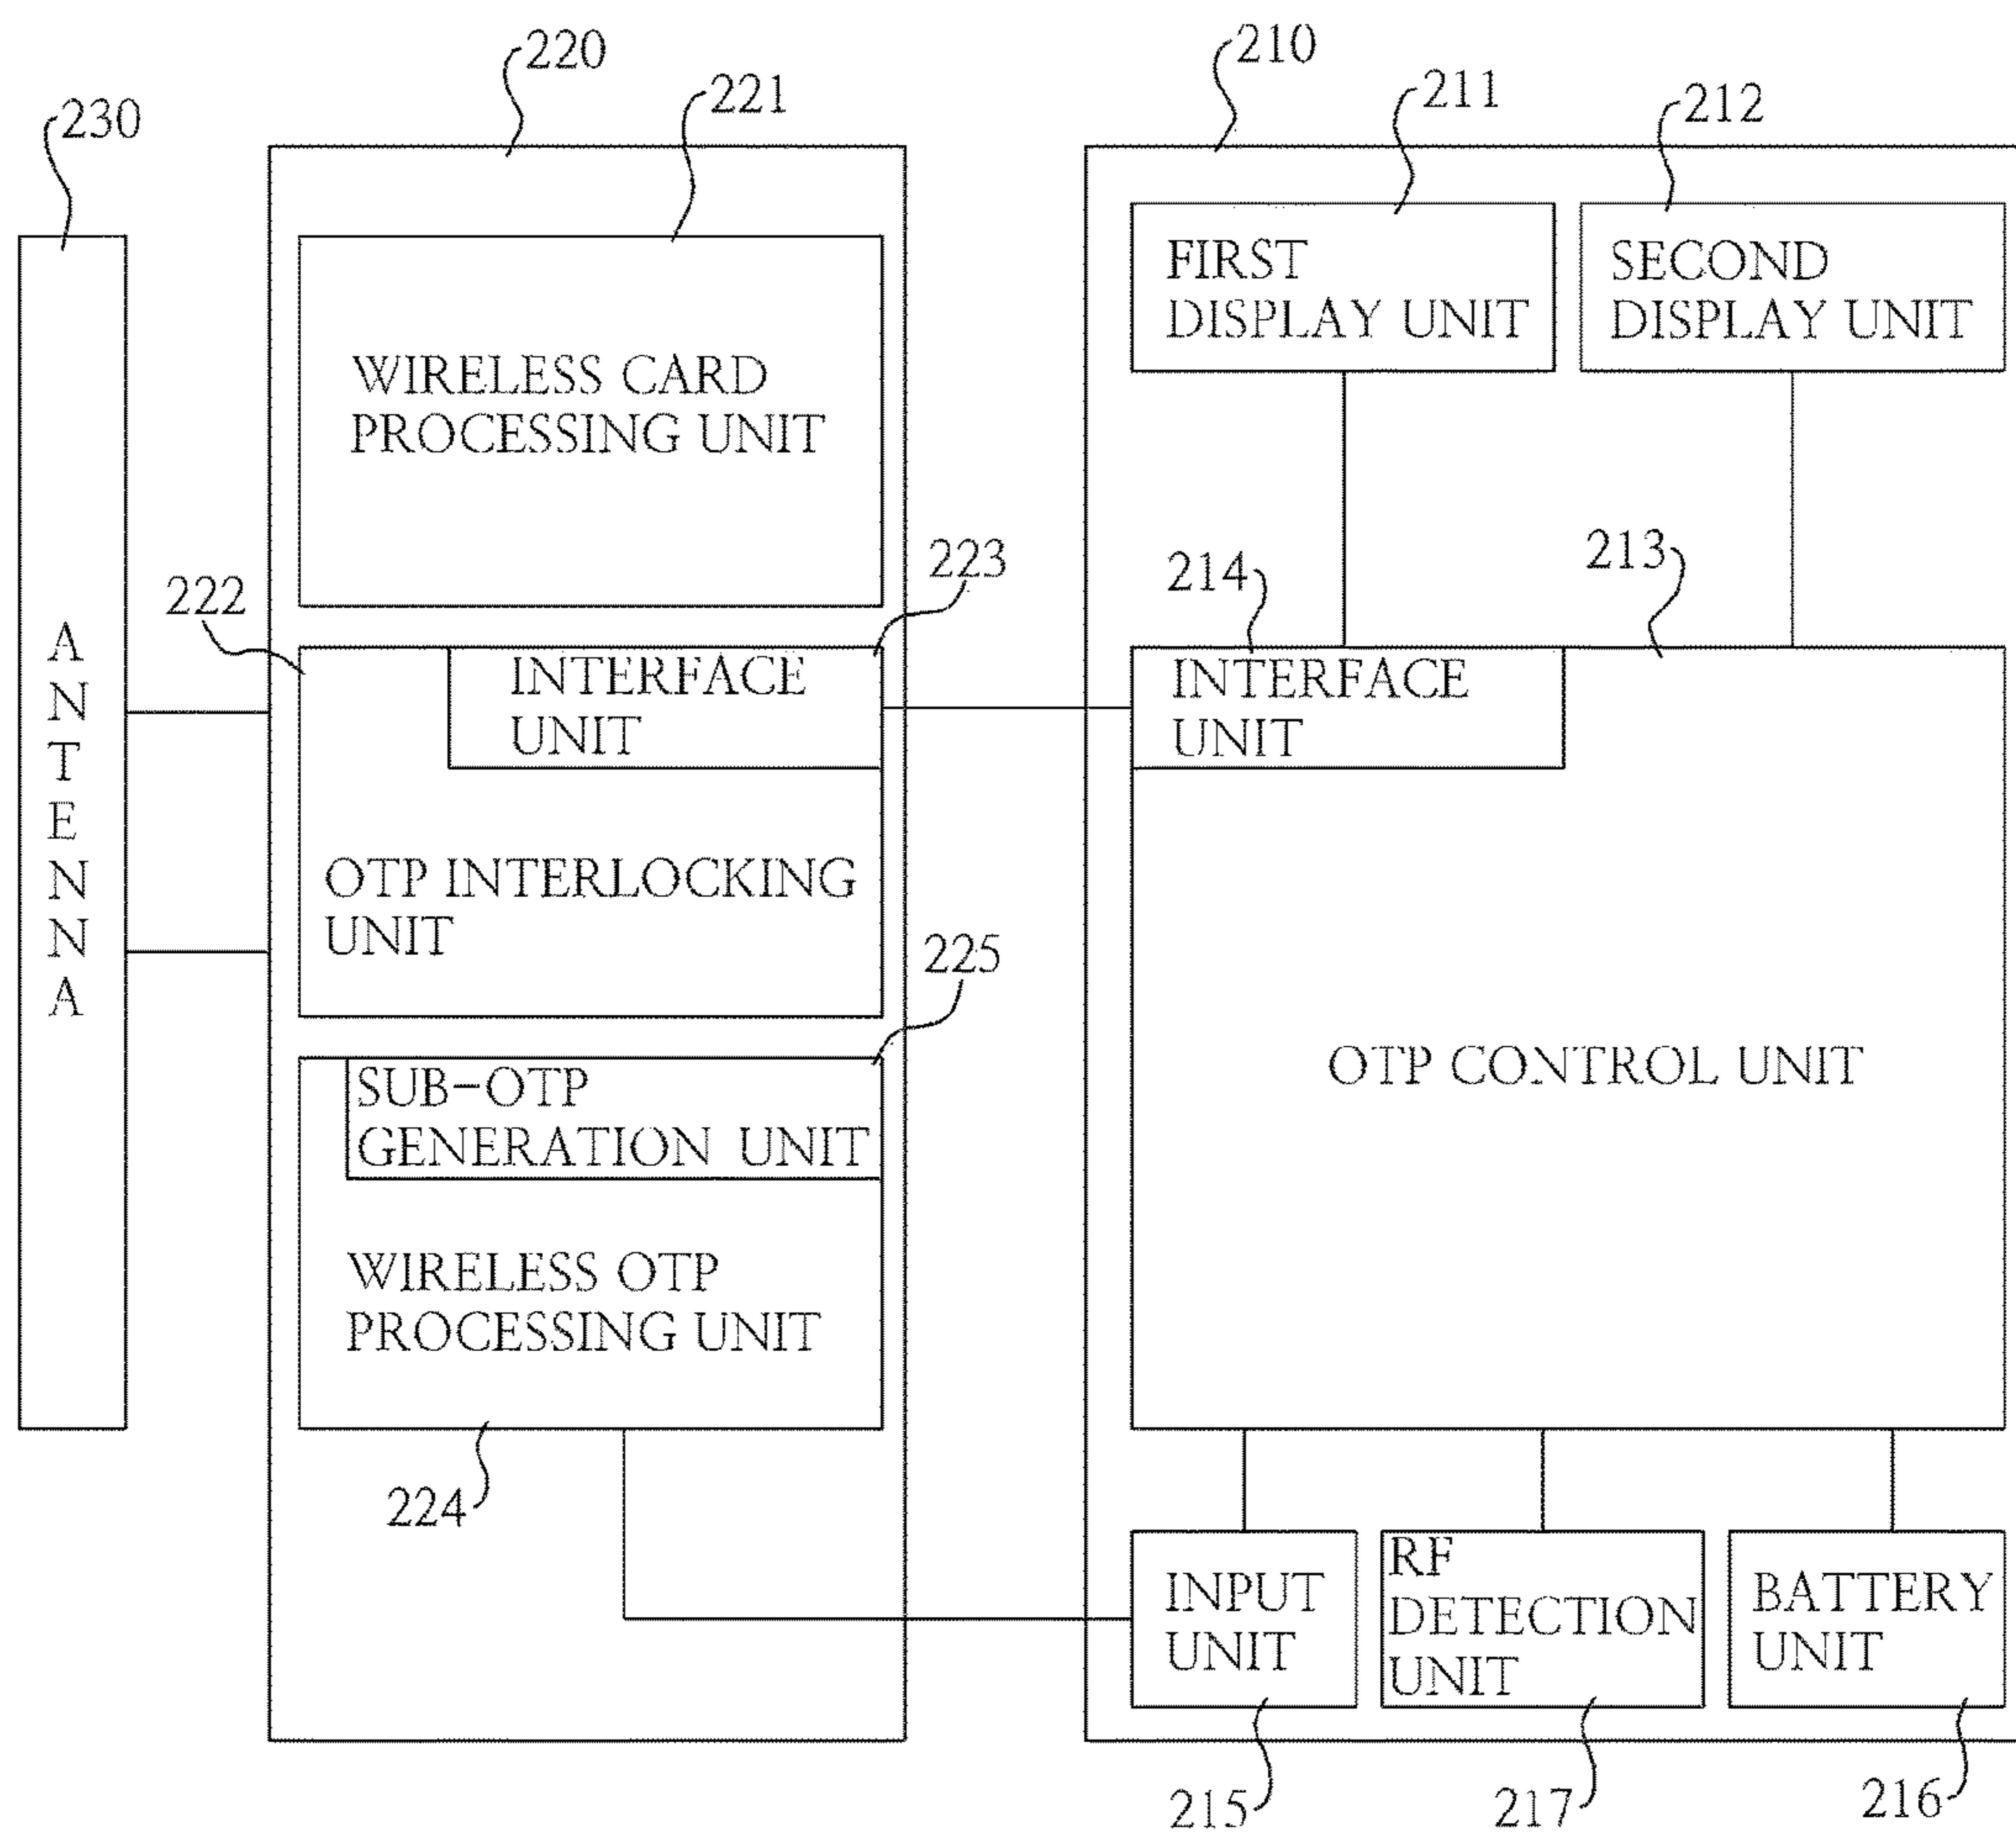 220
210
221
211
212
230
FIRST
DISPLAY UNIT
SECOND
DISPLAY UNIT
WIRELESS CARD
PROCESSING UNIT
223
214
213
222
ANTENNA
INTERFACE
UNIT
INTERFACE
UNIT
OTP INTERLOCKING
UNIT
225
OTP CONTROL UNIT
SUB-OTP
GENERATION UNIT
WIRELESS OTP
PROCESSING UNIT
224
INPUT
UNIT
RF
DETECTION
UNIT
BATTERY
UNIT
215
217
216